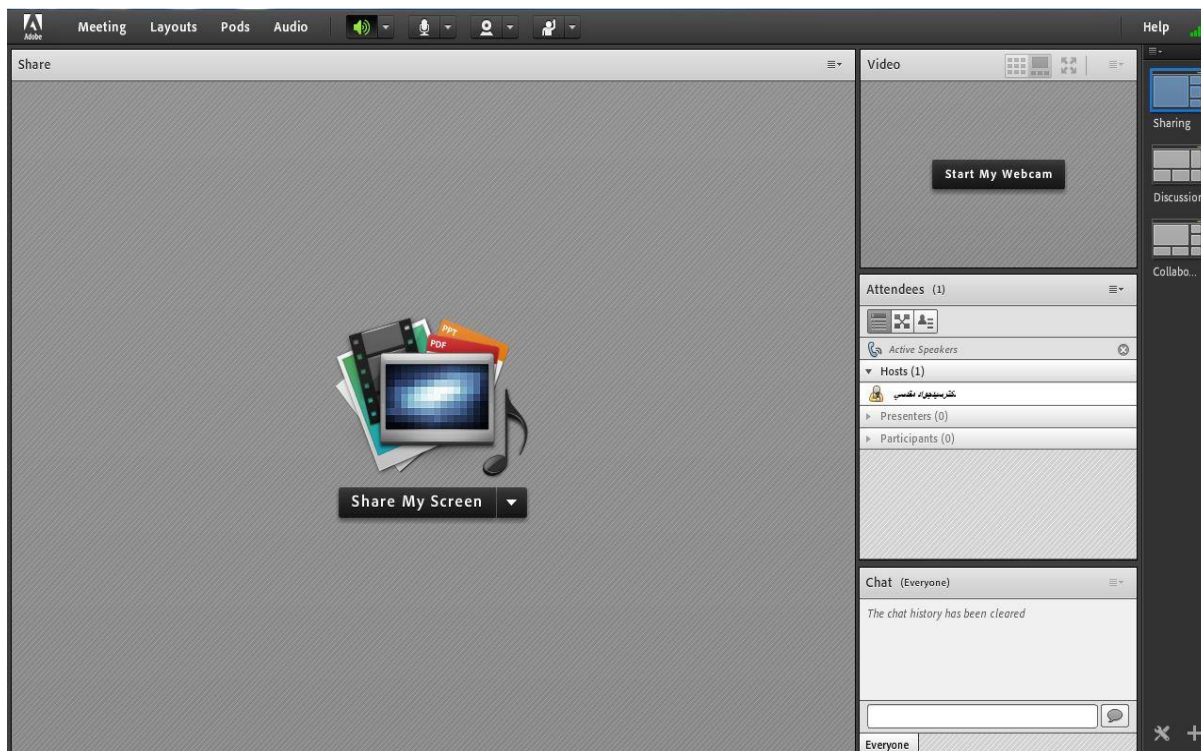 Adobe
Meeting Layouts Pods Audio
Help
Share
Video
Start My Webcam
Sharing
Discussion
Collabo...
PPT
PDF
Share My Screen
Attendees (1)
Active Speakers
Hosts (1)
مقدسي
Presenters (0)
Participants (0)
Chat (Everyone)
The chat history has been cleared
Everyone